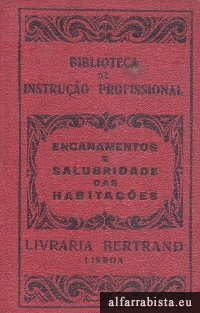 BIBLIOTECA
DE
INSTRUÇÃO PROFISSIONAL
ENCANAMENTOS
E
SALUBRIDADE
DAS
HABITAÇÕES
LIVRARIA BERTRAND
LISBOA
alfarrabista.eu